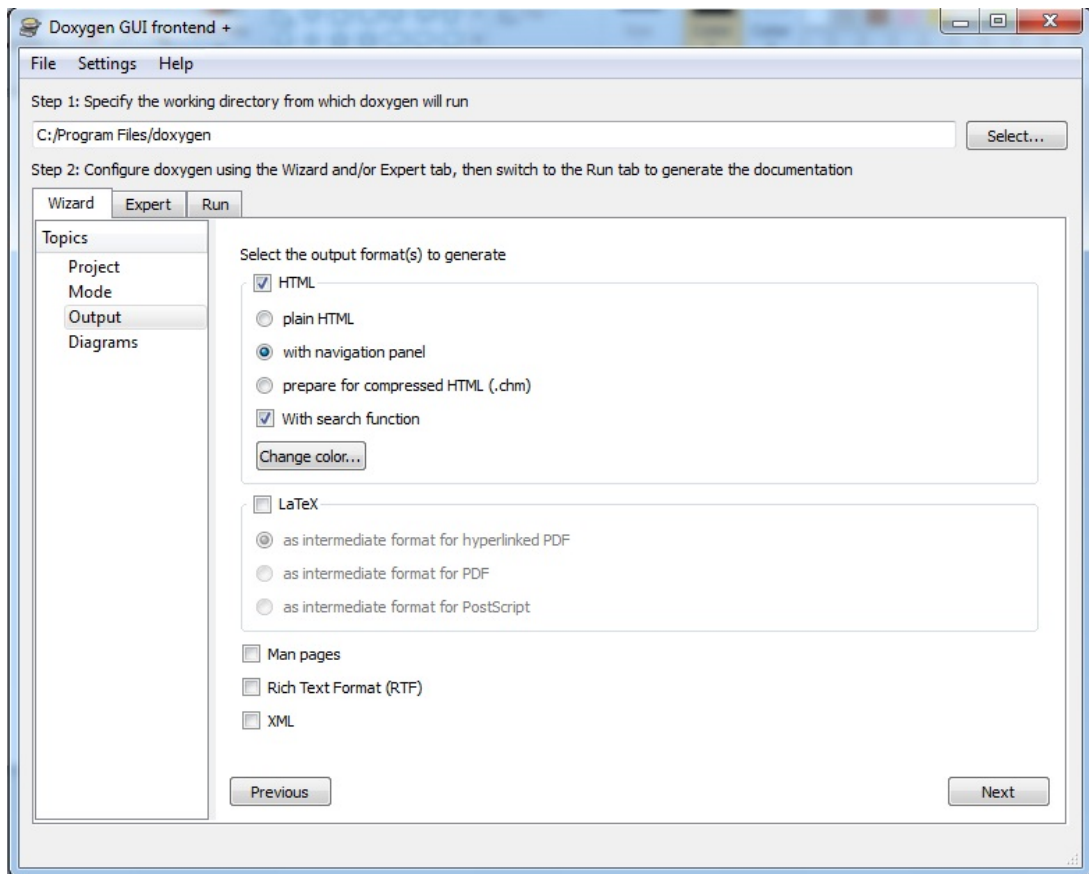 Doxygen GUI frontend +
File Settings Help
Step 1: Specify the working directory from which doxygen will run
C:/Program Files/doxygen
Select...
Step 2: Configure doxygen using the Wizard and/or Expert tab, then switch to the Run tab to generate the documentation
Wizard Expert Run
Topics
Project
Mode
Output
Diagrams
Select the output format(s) to generate
HTML
plain HTML
with navigation panel
prepare for compressed HTML (.chm)
With search function
Change color...
LaTeX
as intermediate format for hyperlinked PDF
as intermediate format for PDF
as intermediate format for PostScript
Man pages
Rich Text Format (RTF)
XML
Previous
Next